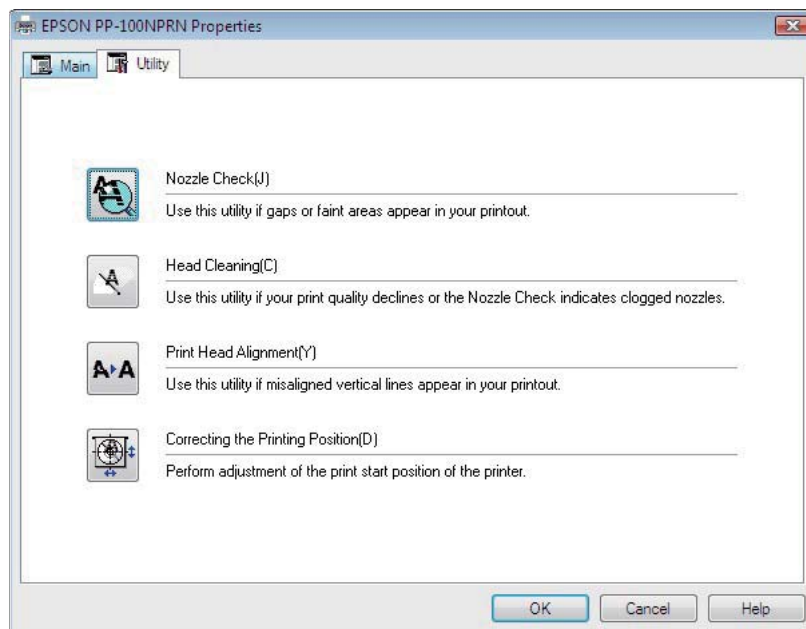 EPSON PP-100NPRN Properties
Main
Utility
Nozzle Check(J)
Use this utility if gaps or faint areas appear in your printout.
Head Cleaning(C)
Use this utility if your print quality declines or the Nozzle Check indicates clogged nozzles.
Print Head Alignment(Y)
Use this utility if misaligned vertical lines appear in your printout.
Correcting the Printing Position(D)
Perform adjustment of the print start position of the printer.
OK
Cancel
Help